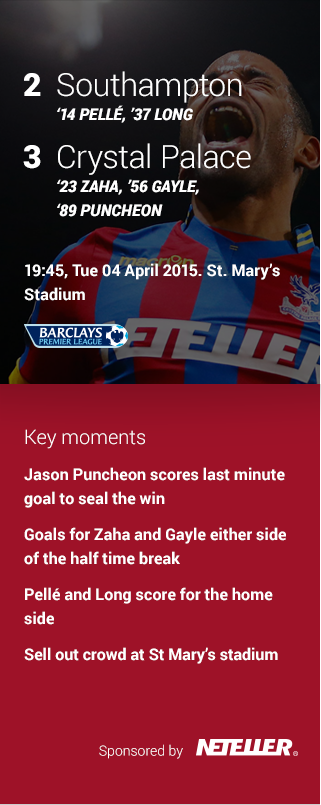 2 Southampton
‘14 PELLÉ, ’37 LONG
3 Crystal Palace
‘23 ZAHA, ’56 GAYLE,
‘89 PUNCHEON
macron
19:45, Tue 04 April 2015. St. Mary’s
Stadium
BARCLAYS
PREMIER LEAGUE
NETELLER
Key moments
Jason Puncheon scores last minute
goal to seal the win
Goals for Zaha and Gayle either side
of the half time break
Pellé and Long score for the home
side
Sell out crowd at St Mary’s stadium
Sponsored by NETELLER®